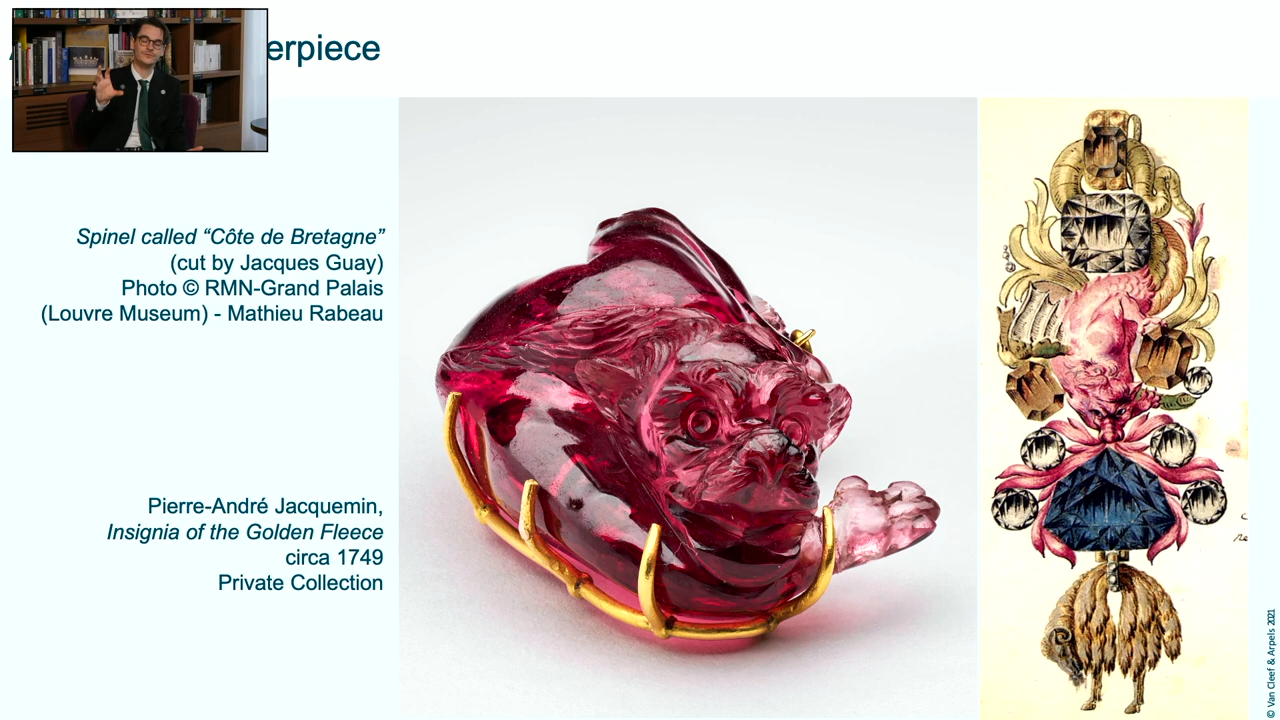 erpiece
Spinel called “Côte de Bretagne”
(cut by Jacques Guay)
Photo © RMN-Grand Palais
(Louvre Museum) - Mathieu Rabeau
Pierre-André Jacquemin,
Insignia of the Golden Fleece
circa 1749
Private Collection
© Van Cleef & Arpels 2021